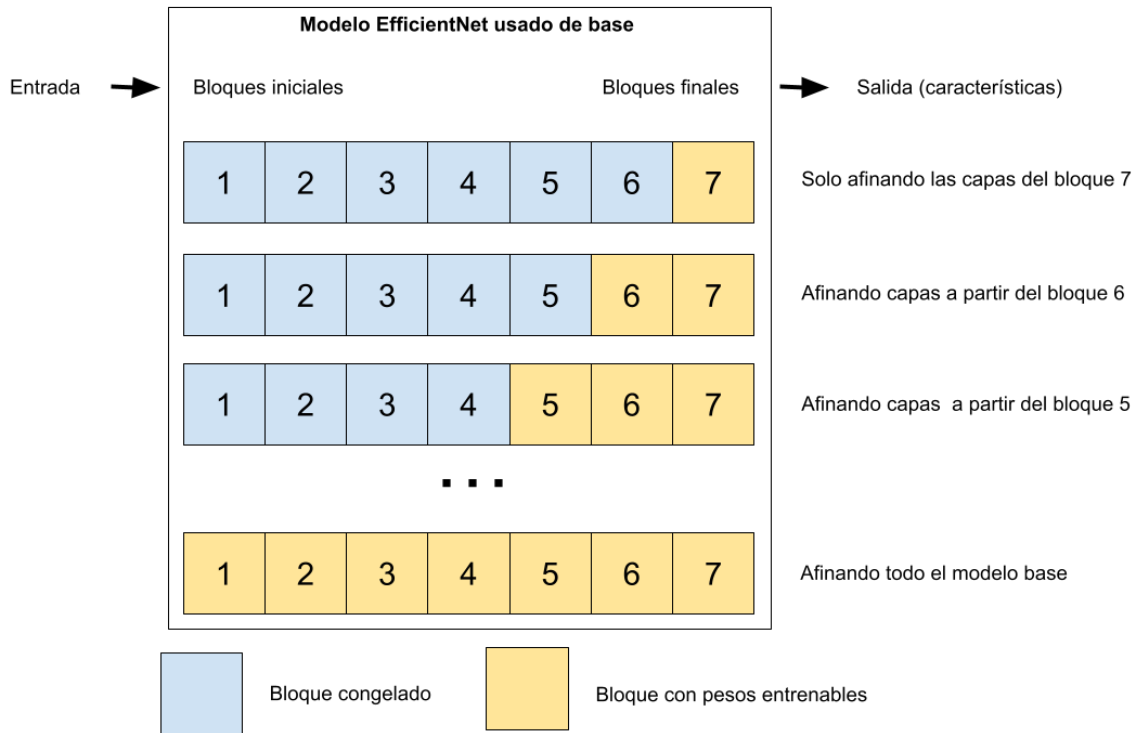 Modelo EfficientNet usado de base
Entrada
Bloques iniciales
Bloques finales
Salida (características)
1 2 3 4 5 6 7
Solo afinando las capas del bloque 7
1 2 3 4 5 6 7
Afinando capas a partir del bloque 6
1 2 3 4 5 6 7
Afinando capas a partir del bloque 5
...
1 2 3 4 5 6 7
Afinando todo el modelo base
Bloque congelado
Bloque con pesos entrenables